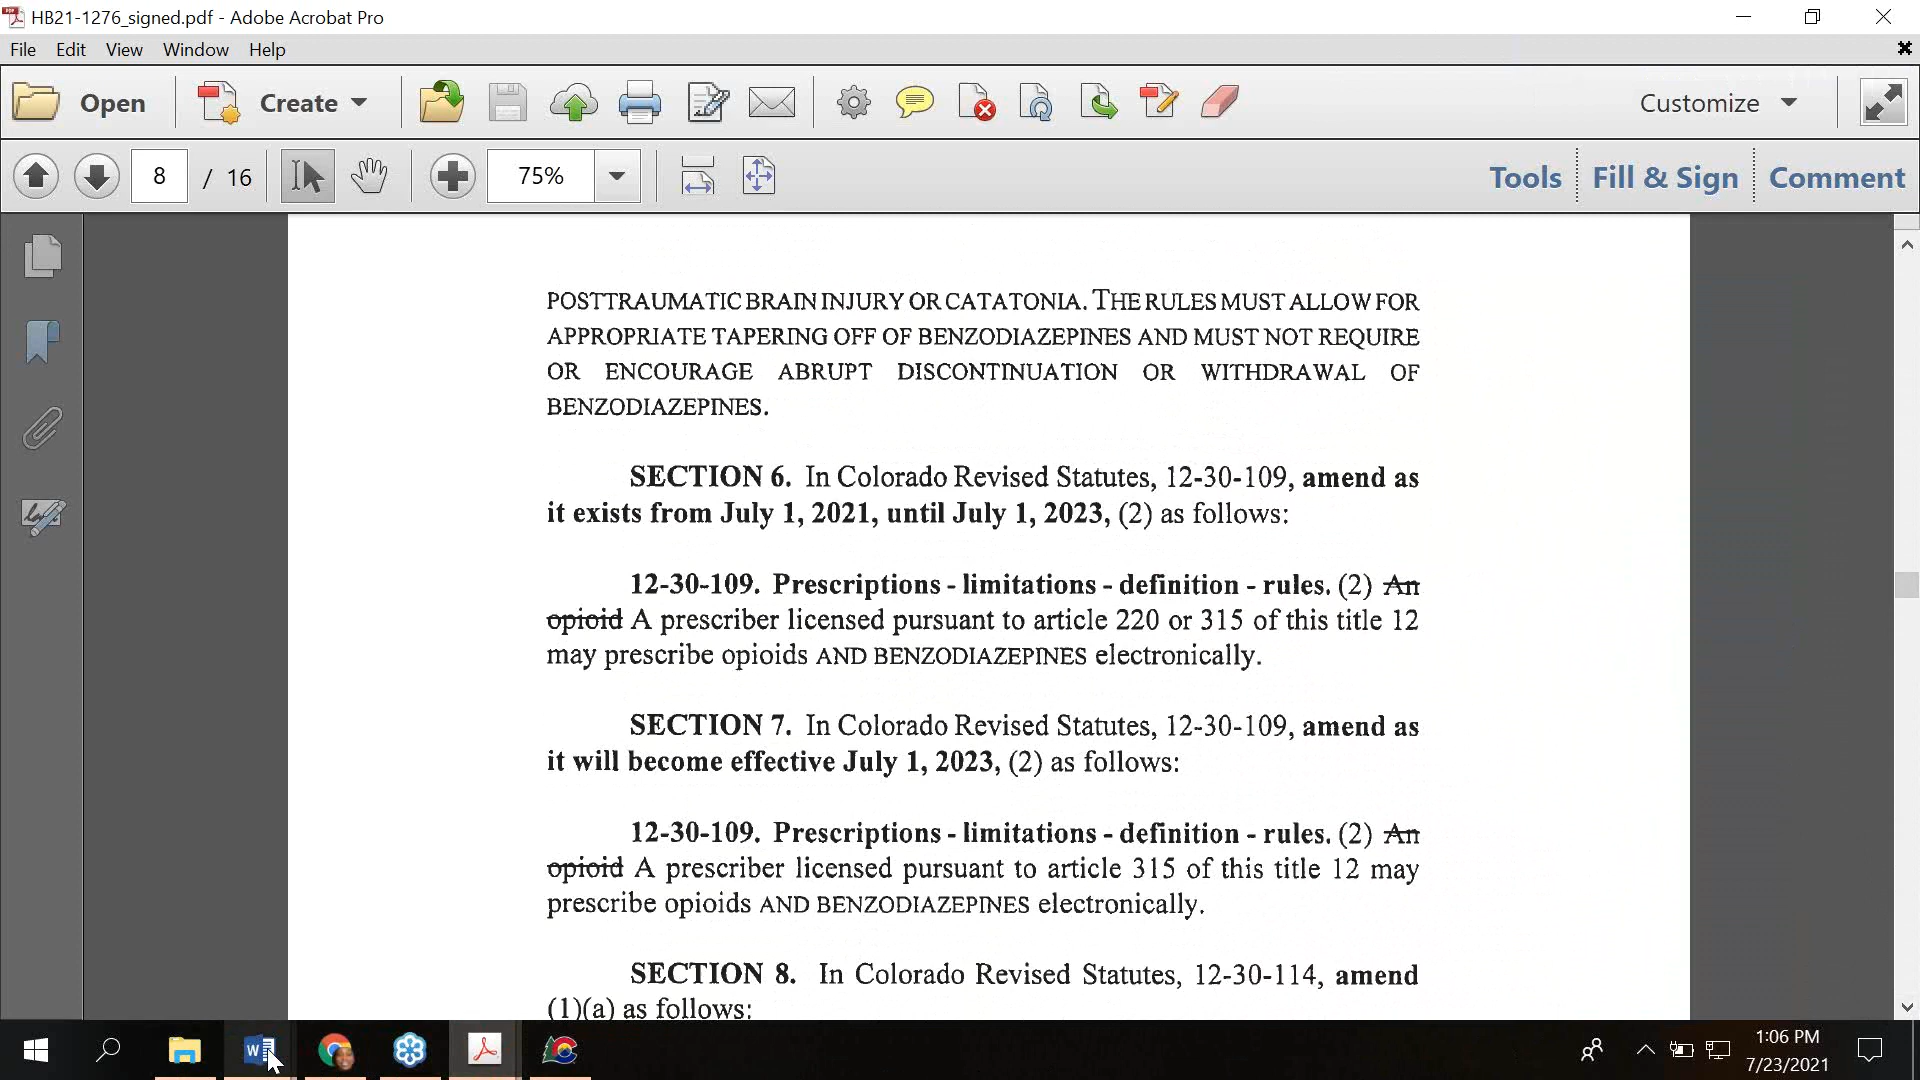 HB21-1276_signed.pdf - Adobe Acrobat Pro
File Edit View Window Help
Open Create Customize
8 / 16 75% Tools Fill & Sign Comment
POSTTRAUMATIC BRAIN INJURY OR CATATONIA. THE RULES MUST ALLOW FOR
APPROPRIATE TAPERING OFF OF BENZODIAZEPINES AND MUST NOT REQUIRE
OR ENCOURAGE ABRUPT DISCONTINUATION OR WITHDRAWAL OF
BENZODIAZEPINES.
SECTION 6. In Colorado Revised Statutes, 12-30-109, amend as
it exists from July 1, 2021, until July 1, 2023, (2) as follows:
12-30-109. Prescriptions - limitations - definition - rules. (2) An
opioid A prescriber licensed pursuant to article 220 or 315 of this title 12
may prescribe opioids AND BENZODIAZEPINES electronically.
SECTION 7. In Colorado Revised Statutes, 12-30-109, amend as
it will become effective July 1, 2023, (2) as follows:
12-30-109. Prescriptions - limitations - definition - rules. (2) An
opioid A prescriber licensed pursuant to article 315 of this title 12 may
prescribe opioids AND BENZODIAZEPINES electronically.
SECTION 8. In Colorado Revised Statutes, 12-30-114, amend
(1)(a) as follows:
1:06 PM
7/23/2021